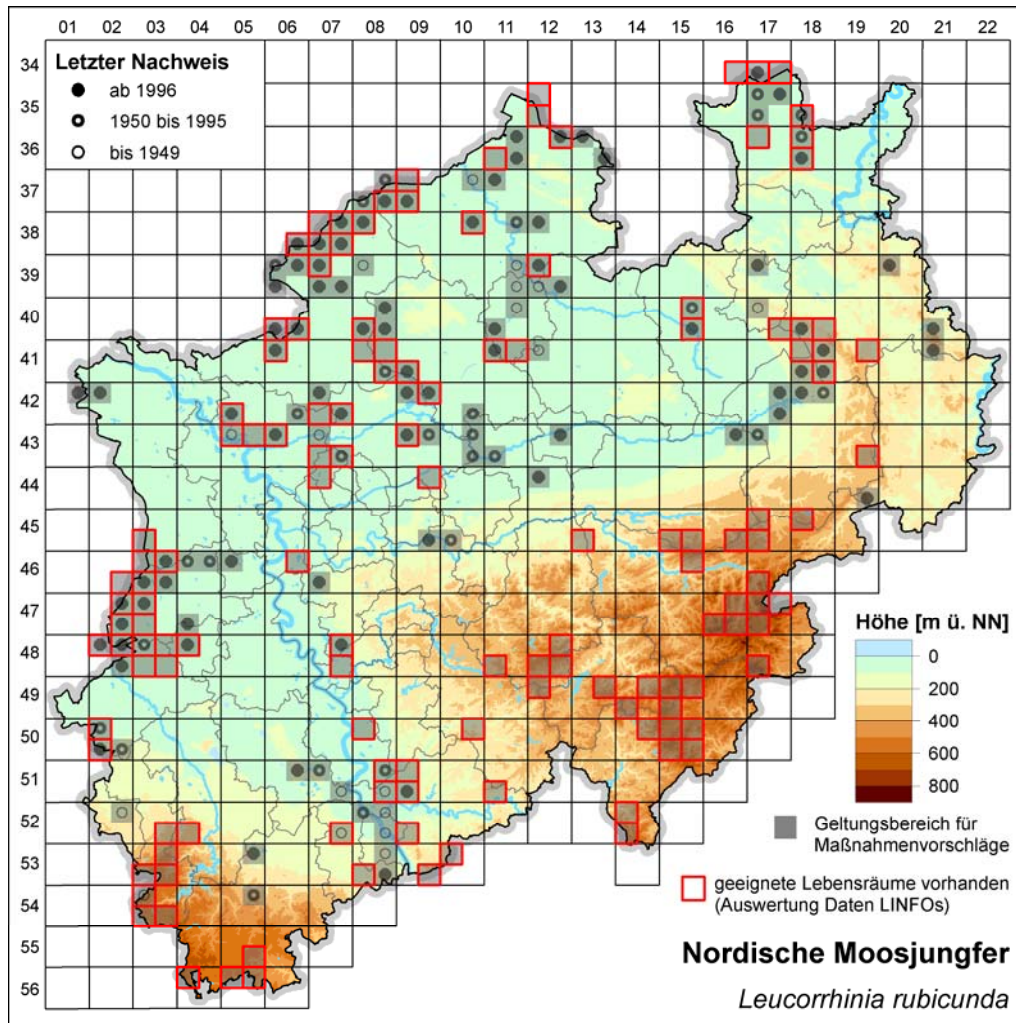 01 02 03 04 05 06 07 08 09 10 11 12 13 14 15 16 17 18 19 20 22
34
Letzter Nachweis
ab 1996
35
1950 bis 1995
bis 1949
36
37
38
39
40
41
42
43
44
45
46
47
48
Höhe [m ü. NN]
0
200
400
600
800
49
50
51
52
Geltungsbereich für
Maßnahmenvorschläge
53
geeignete Lebensräume vorhanden
(Auswertung Daten LINFOs)
54
55
Nordische Moosjungfer
56
Leucorrhinia rubicunda